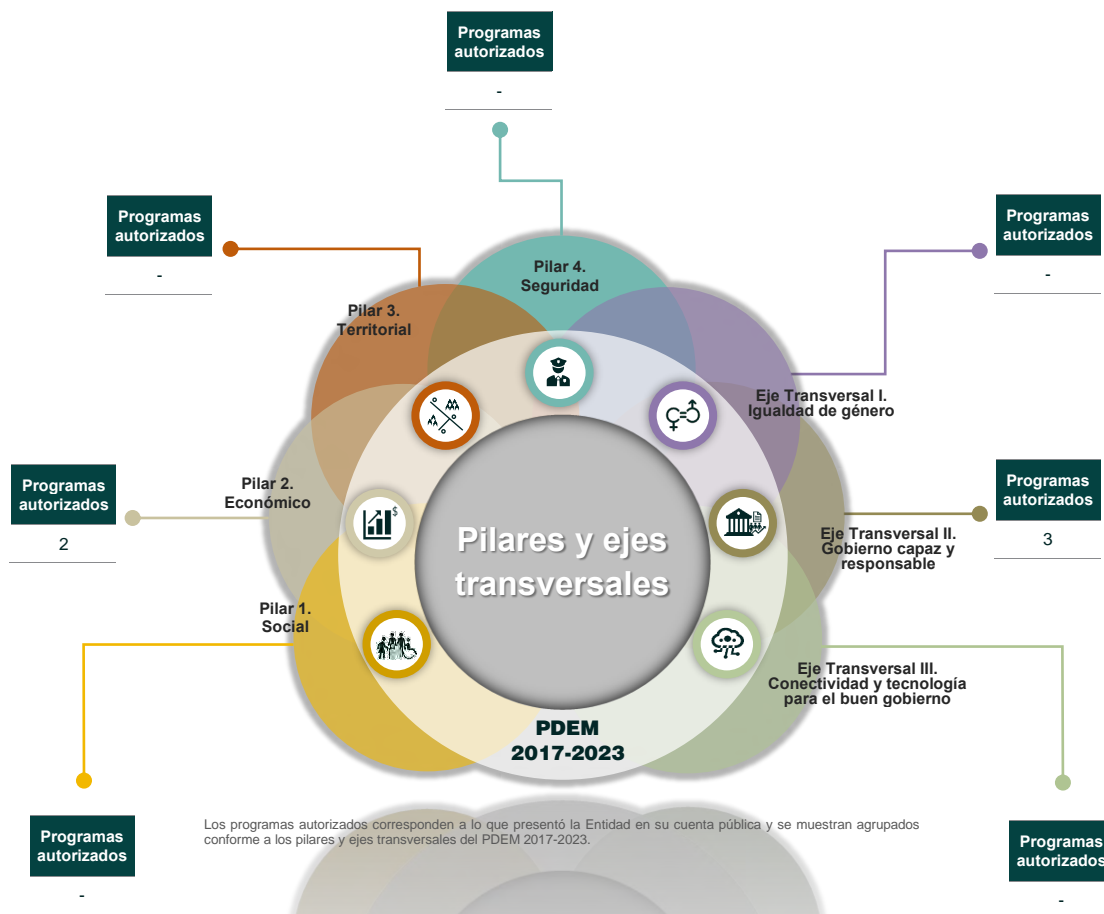 Programas
autorizados
-
Programas
autorizados
-
Programas
autorizados
-
Pilar 4.
Seguridad
Pilar 3.
Territorial
Eje Transversal I.
Igualdad de género
Programas
autorizados
2
Pilar 2.
Económico
$
Pilares y ejes
transversales
Eje Transversal II.
Gobierno capaz y
responsable
Programas
autorizados
3
Pilar 1.
Social
Eje Transversal III.
Conectividad y tecnología
para el buen gobierno
PDEM
2017-2023
Programas
autorizados
-
Los programas autorizados corresponden a lo que presentó la Entidad en su cuenta pública y se muestran agrupados
conforme a los pilares y ejes transversales del PDEM 2017-2023.
Programas
autorizados
-